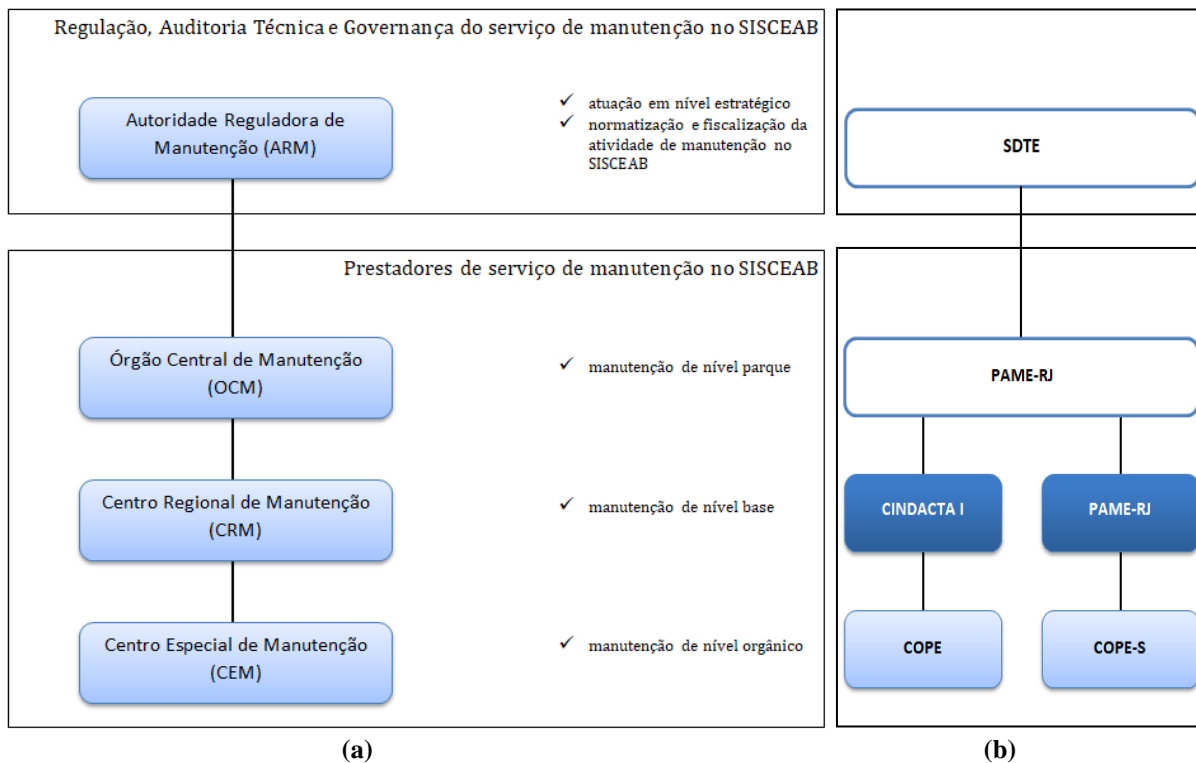 Regulação, Auditoria Técnica e Governança do serviço de manutenção no SISCEAB
Autoridade Reguladora de
Manutenção (ARM)
✓ atuação em nível estratégico
✓ normatização e fiscalização da
atividade de manutenção no
SISCEAB
SDTE
Prestadores de serviço de manutenção no SISCEAB
Órgão Central de Manutenção
(OCM)
✓ manutenção de nível parque
PAME-RJ
Centro Regional de Manutenção
(CRM)
✓ manutenção de nível base
CINDACTA I
PAME-RJ
Centro Especial de Manutenção
(CEM)
✓ manutenção de nível orgânico
COPE
COPE-S
(a)
(b)